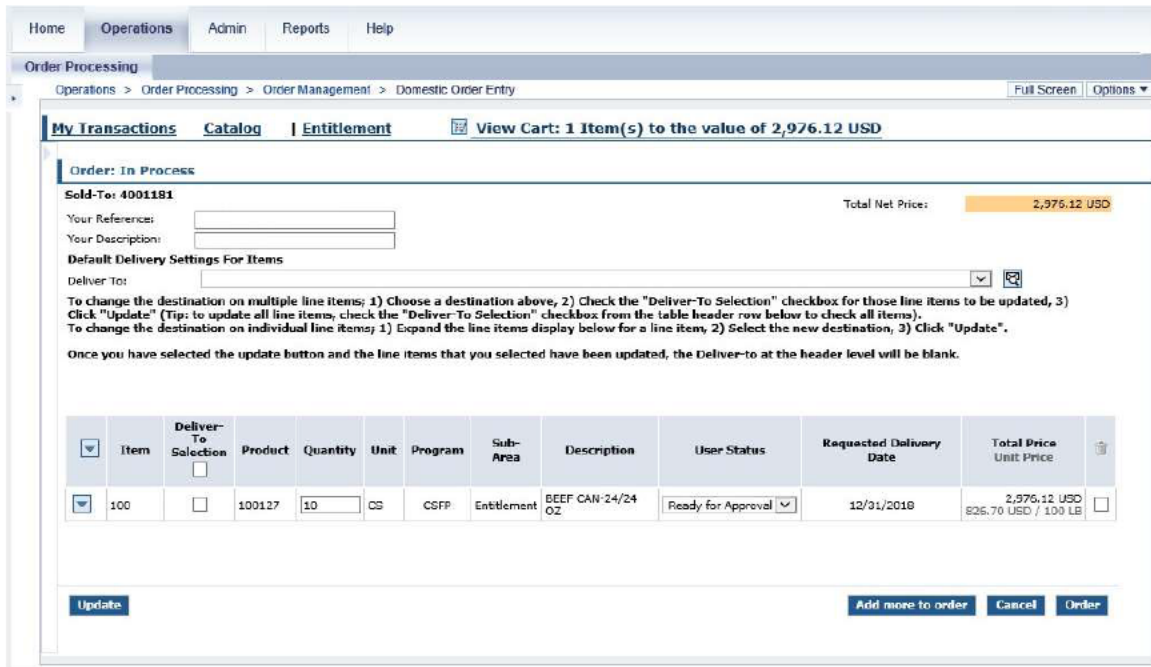 Home Operations Admin Reports Help
Order Processing
Operations > Order Processing > Order Management > Domestic Order Entry Full Screen Options
My Transactions Catalog | Entitlement View Cart: 1 Item(s) to the value of 2,976.12 USD
Order: In Process
Sold-To: 4001181
Total Net Price: 2,976.12 USD
Your Reference:
Your Description:
Default Delivery Settings For Items
Deliver To:
To change the destination on multiple line items; 1) Choose a destination above, 2) Check the "Deliver-To Selection" checkbox for those line items to be updated, 3)
Click "Update" (Tip: to update all line items, check the "Deliver-To Selection" checkbox from the table header row below to check all items).
To change the destination on individual line items; 1) Expand the line items display below for a line item, 2) Select the new destination, 3) Click "Update".
Once you have selected the update button and the line items that you selected have been updated, the Deliver-to at the header level will be blank.
Item Deliver-To Selection Product Quantity Unit Program Sub-Area Description User Status Requested Delivery Date Total Price Unit Price
100 100127 10 CS CSFP Entitlement BEEF CAN-24/24 OZ Ready for Approval 12/31/2018 2,976.12 USD
826.70 USD / 100 LB
Update Add more to order Cancel Order